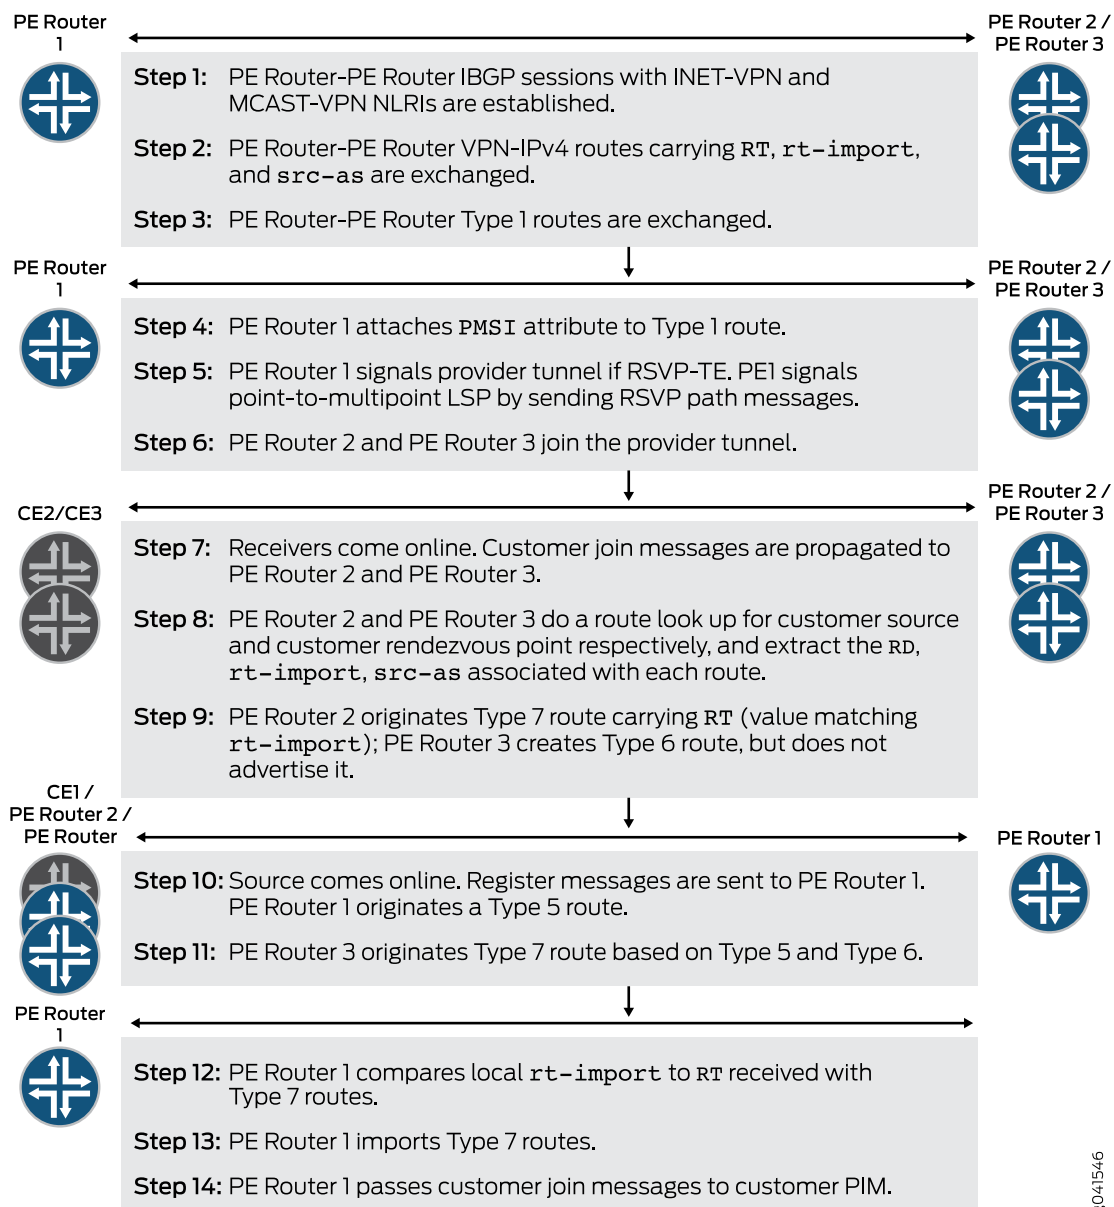 PE Router
1
PE Router 2 /
PE Router 3
Step 1: PE Router-PE Router IBGP sessions with INET-VPN and
MCAST-VPN NLRIs are established.
Step 2: PE Router-PE Router VPN-IPv4 routes carrying RT, rt-import,
and src-as are exchanged.
Step 3: PE Router-PE Router Type 1 routes are exchanged.
PE Router
1
PE Router 2 /
PE Router 3
Step 4: PE Router 1 attaches PMSI attribute to Type 1 route.
Step 5: PE Router 1 signals provider tunnel if RSVP-TE. PE1 signals
point-to-multipoint LSP by sending RSVP path messages.
Step 6: PE Router 2 and PE Router 3 join the provider tunnel.
CE2/CE3
PE Router 2 /
PE Router 3
Step 7: Receivers come online. Customer join messages are propagated to
PE Router 2 and PE Router 3.
Step 8: PE Router 2 and PE Router 3 do a route look up for customer source
and customer rendezvous point respectively, and extract the RD,
rt-import, src-as associated with each route.
Step 9: PE Router 2 originates Type 7 route carrying RT (value matching
rt-import); PE Router 3 creates Type 6 route, but does not
advertise it.
CE1 /
PE Router 2 /
PE Router
PE Router 1
Step 10: Source comes online. Register messages are sent to PE Router 1.
PE Router 1 originates a Type 5 route.
Step 11: PE Router 3 originates Type 7 route based on Type 5 and Type 6.
PE Router
1
Step 12: PE Router 1 compares local rt-import to RT received with
Type 7 routes.
Step 13: PE Router 1 imports Type 7 routes.
Step 14: PE Router 1 passes customer join messages to customer PIM.
g041546